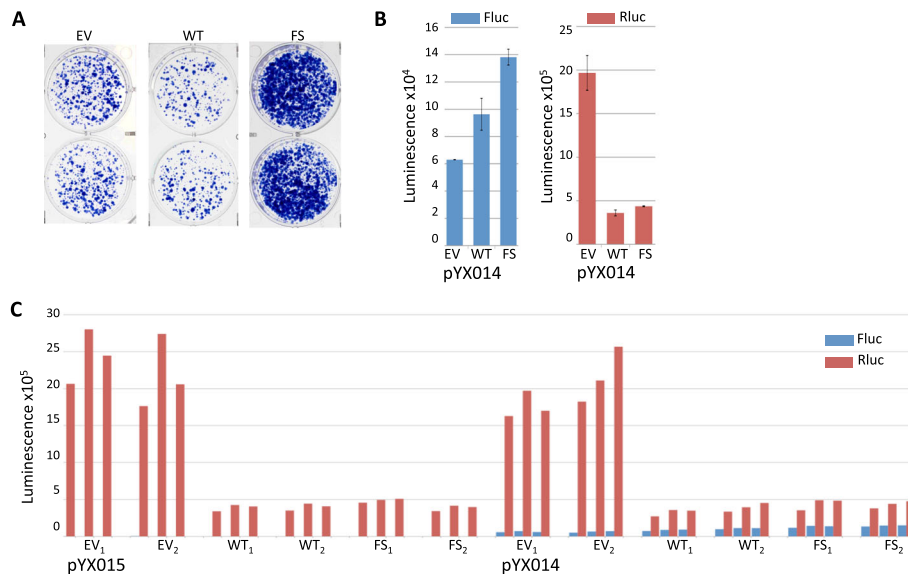 A
EV WT FS
B
Fluc Rluc
Luminescence x10⁴
16
14
12
10
8
6
4
2
0
EV WT FS
pYX014
Luminescence x10⁵
25
20
15
10
5
0
EV WT FS
pYX014
C
Luminescence x10⁵
30
25
20
15
10
5
0
Fluc
Rluc
EV₁ EV₂ WT₁ WT₂ FS₁ FS₂ EV₁ EV₂ WT₁ WT₂ FS₁ FS₂
pYX015 pYX014